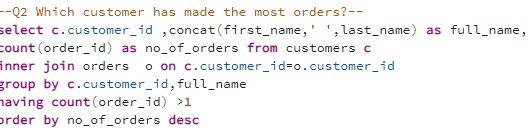 --Q2 Which customer has made the most orders?--
select c.customer_id ,concat(first_name,' ',last_name) as full_name,
count(order_id) as no_of_orders from customers c
inner join orders  o on c.customer_id=o.customer_id
group by c.customer_id,full_name
having count(order_id) >1
order by no_of_orders desc